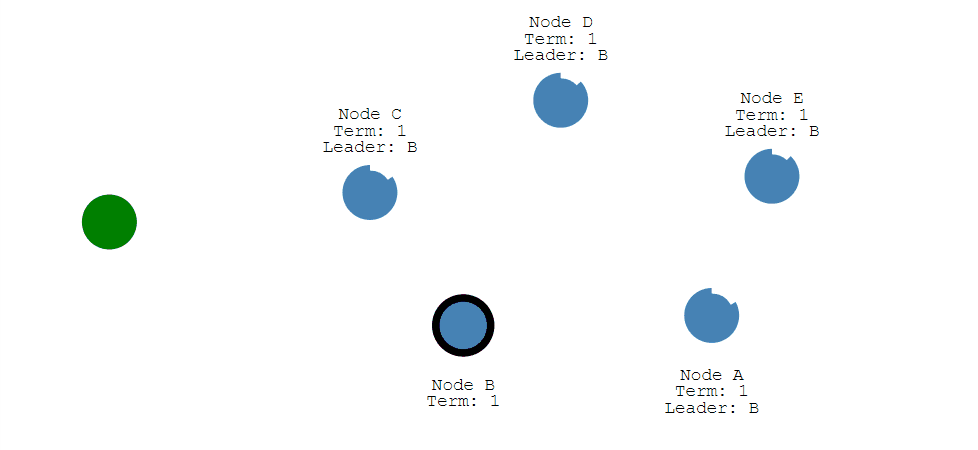 Node D
Term: 1
Leader: B
Node E
Term: 1
Leader: B
Node C
Term: 1
Leader: B
Node B
Term: 1
Node A
Term: 1
Leader: B